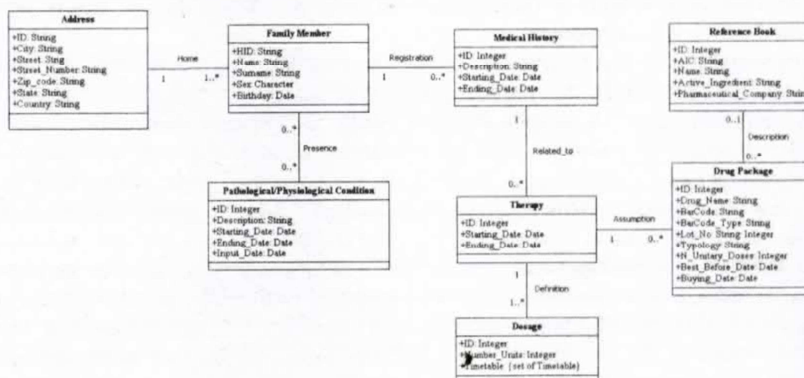 Address
+ID: String
+City: String
+Street: String
+Street_Number: String
+Zip_code: String
+State: String
+Country: String
Home
1
1..*
Family Member
+HID: String
+Name: String
+Surname: String
+Sex: Character
+Birthday: Date
Registration
1
0..*
Medical History
+ID: Integer
+Description: String
+Starting_Date: Date
+Ending_Date: Date
Reference Book
+ID: Integer
+AIC: String
+Name: String
+Active_Ingredient: String
+Pharmaceutical_Company: Strin
0..*
Presence
0..*
1
Related_to
0..*
0..1
Description
0..*
Pathological/Physiological Condition
+ID: Integer
+Description: String
+Starting_Date: Date
+Ending_Date: Date
+Input_Date: Date
Therapy
+ID: Integer
+Starting_Date: Date
+Ending_Date: Date
Assumption
1
0..*
Drug Package
+ID: Integer
+Drug_Name: String
+BarCode: String
+BarCode_Type: String
+Lot_No: String: Integer
+Typology: String
+N_Unitary_Doses: Integer
+Best_Before_Date: Date
+Buying_Date: Date
1
Definition
1..*
Dosage
+ID: Integer
+Number_Units: Integer
+Timetable: {set of Timetable}